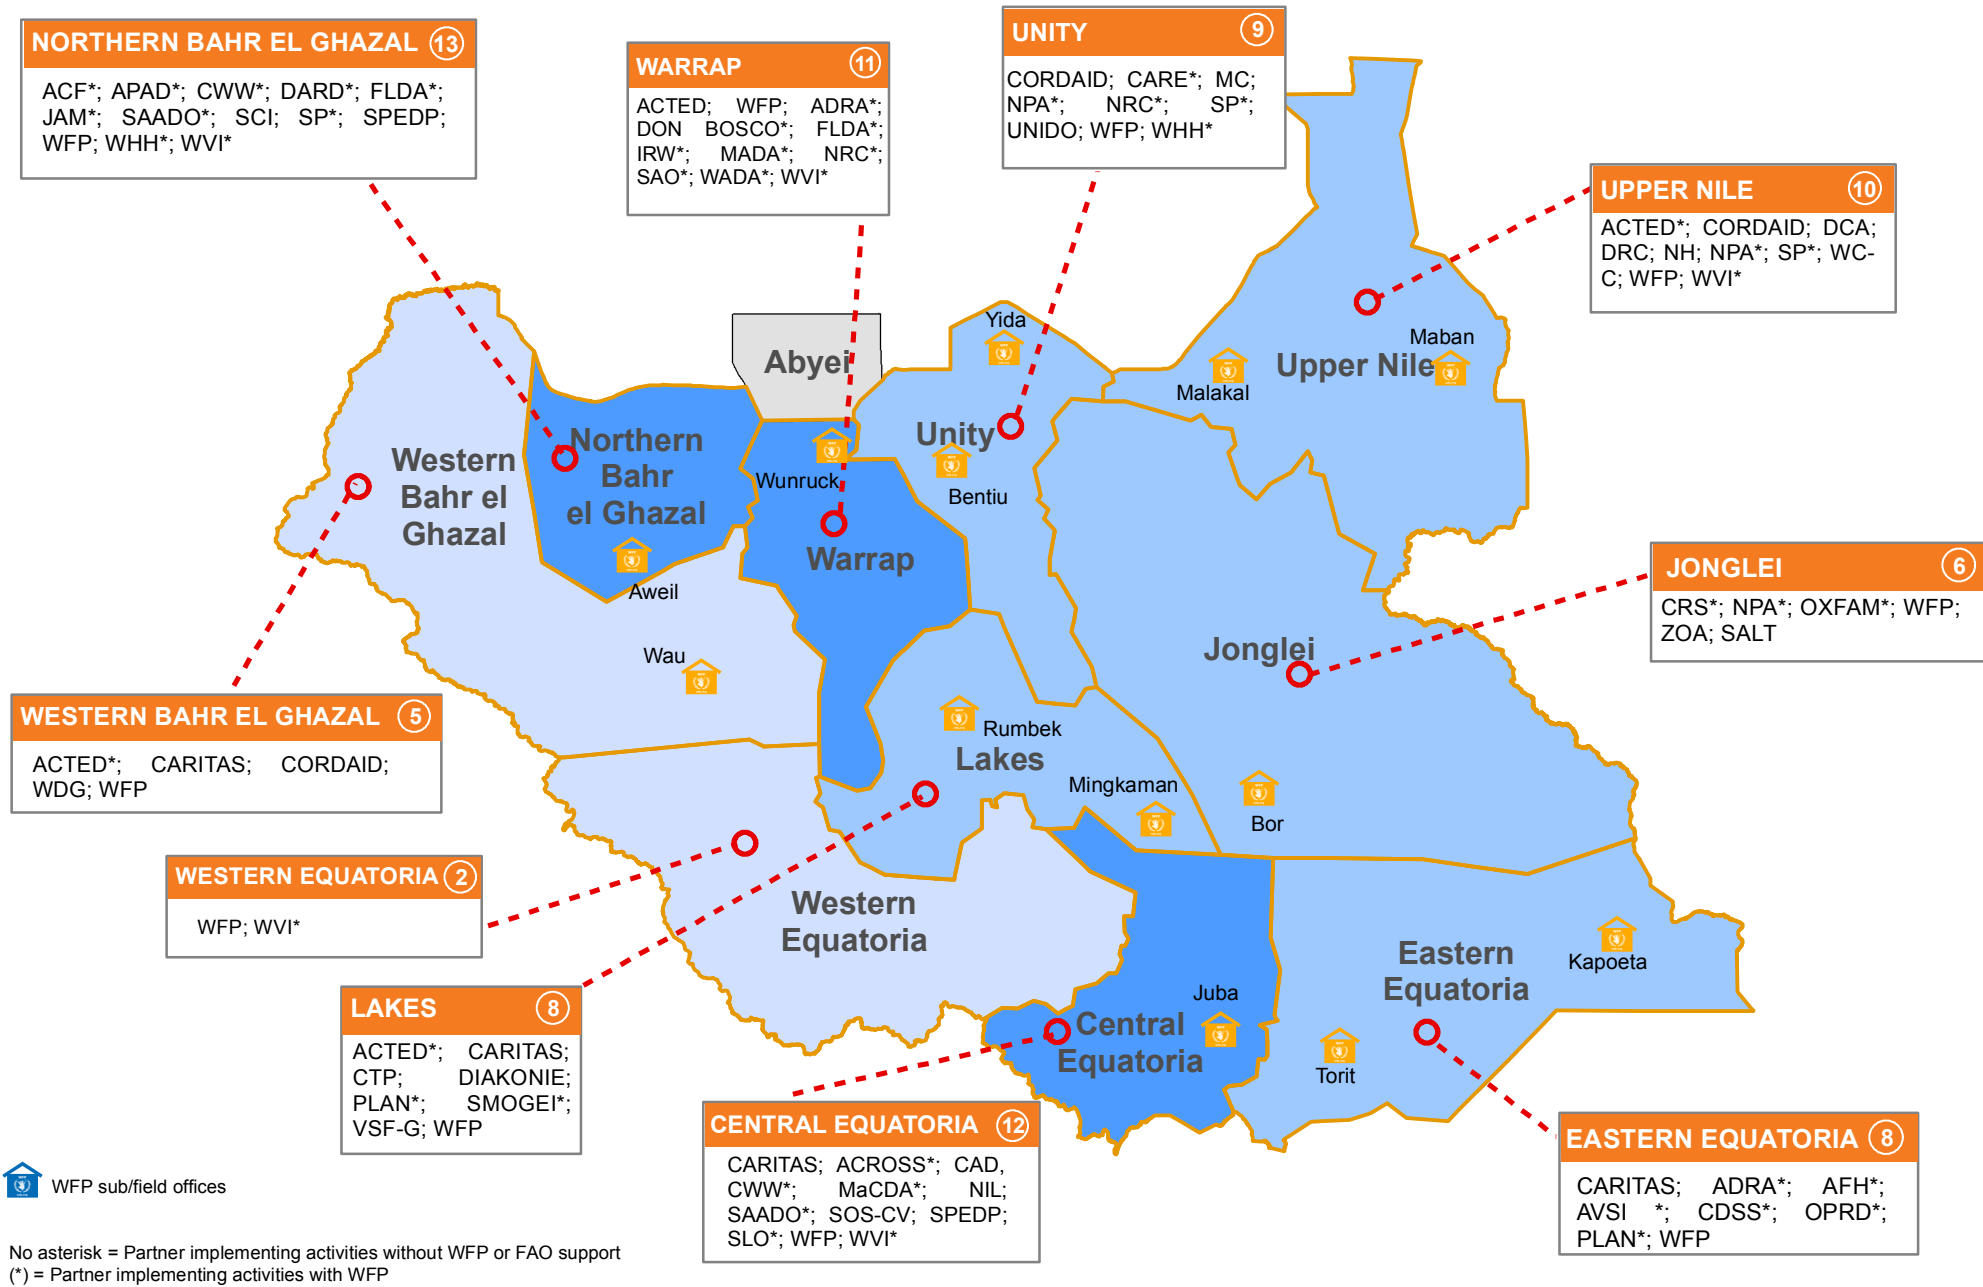 NORTHERN BAHR EL GHAZAL 13
ACF*; APAD*; CWW*; DARD*; FLDA*;
JAM*; SAADO*; SCI; SP*; SPEDP;
WFP; WHH*; WVI*
WARRAP 11
ACTED; WFP; ADRA*;
DON BOSCO*; FLDA*;
IRW*; MADA*; NRC*;
SAO*; WADA*; WVI*
UNITY 9
CORDAID; CARE*; MC;
NPA*; NRC*; SP*;
UNIDO; WFP; WHH*
UPPER NILE 10
ACTED*; CORDAID; DCA;
DRC; NH; NPA*; SP*; WC-
C; WFP; WVI*
Abyei
Yida
Maban
Upper Nile
Malakal
Unity
Bentiu
Wunruck
Northern
Bahr
el Ghazal
Western
Bahr el
Ghazal
Warrap
Aweil
Wau
JONGLEI 6
CRS*; NPA*; OXFAM*; WFP;
ZOA; SALT
Jonglei
WESTERN BAHR EL GHAZAL 5
ACTED*; CARITAS; CORDAID;
WDG; WFP
Rumbek
Lakes
Mingkaman
Bor
WESTERN EQUATORIA 2
WFP; WVI*
Western
Equatoria
Eastern
Equatoria
Kapoeta
Juba
Central
Equatoria
Torit
LAKES 8
ACTED*; CARITAS;
CTP; DIAKONIE;
PLAN*; SMOGEI*;
VSF-G; WFP
CENTRAL EQUATORIA 12
CARITAS; ACROSS*; CAD,
CWW*; MaCDA*; NIL;
SAADO*; SOS-CV; SPEDP;
SLO*; WFP; WVI*
EASTERN EQUATORIA 8
CARITAS; ADRA*; AFH*;
AVSI *; CDSS*; OPRD*;
PLAN*; WFP
WFP sub/field offices
No asterisk = Partner implementing activities without WFP or FAO support
(*) = Partner implementing activities with WFP